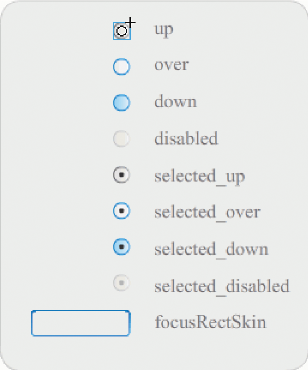 up
over
down
disabled
selected_up
selected_over
selected_down
selected_disabled
focusRectSkin